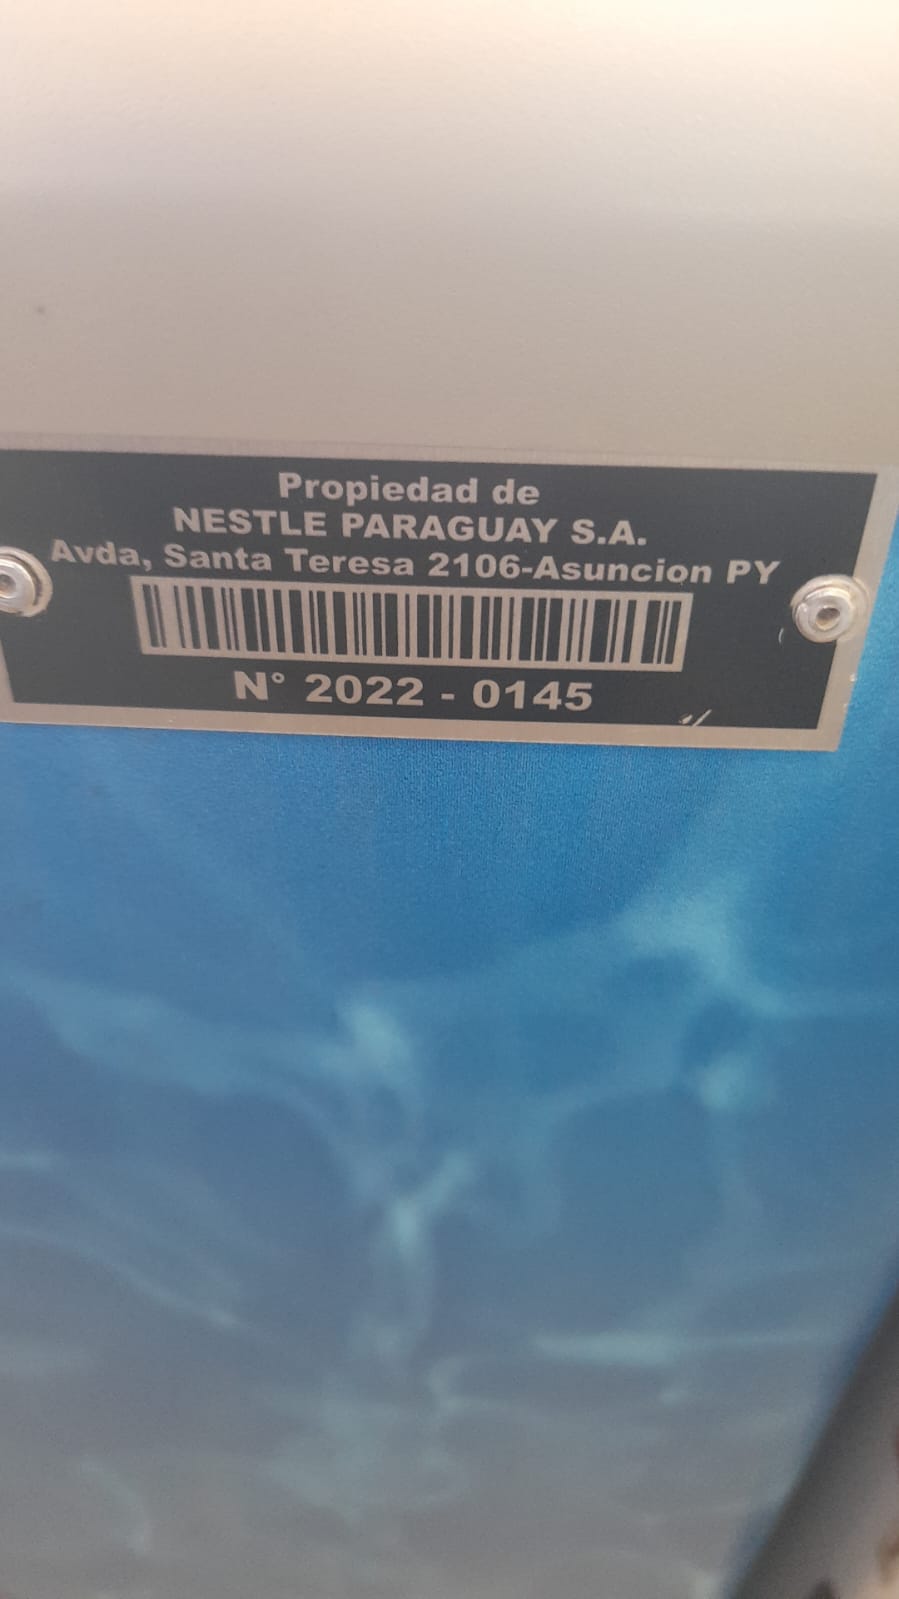 Propiedad de
NESTLE PARAGUAY S.A.
Avda, Santa Teresa 2106-Asuncion PY
N° 2022 - 0145